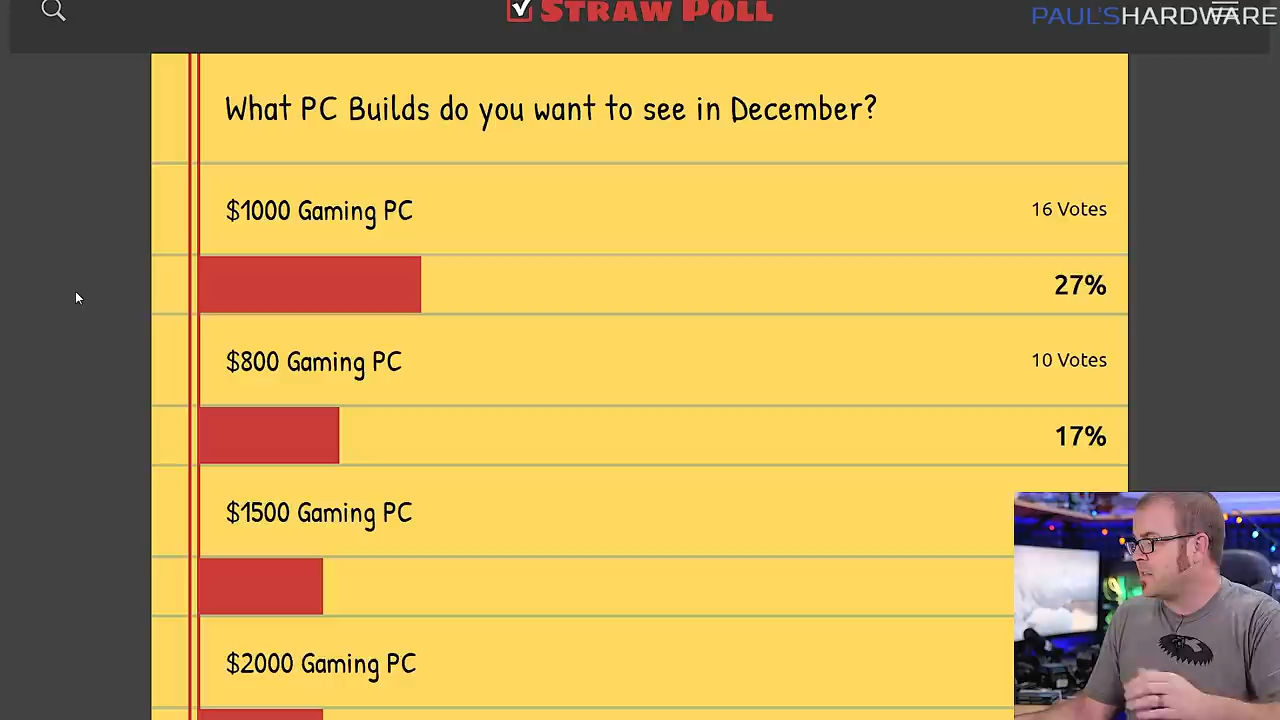 STRAW POLL
PAUL'SHARDWARE
What PC Builds do you want to see in December?
$1000 Gaming PC
16 Votes
27%
$800 Gaming PC
10 Votes
17%
$1500 Gaming PC
$2000 Gaming PC